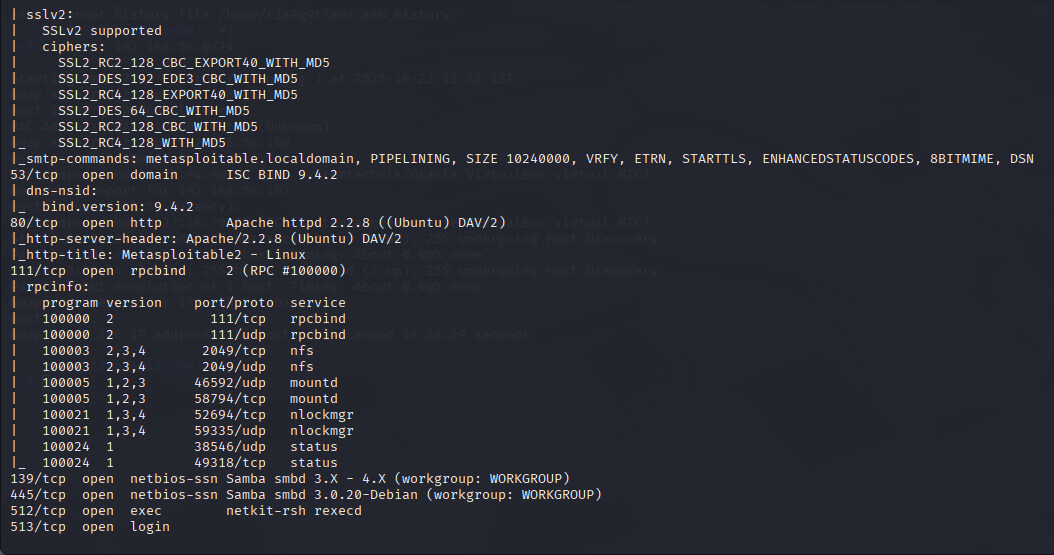 | sslv2:
|   SSLv2 supported
|   ciphers:
|     SSL2_RC2_128_CBC_EXPORT40_WITH_MD5
|     SSL2_DES_192_EDE3_CBC_WITH_MD5
|     SSL2_RC4_128_EXPORT40_WITH_MD5
|     SSL2_DES_64_CBC_WITH_MD5
|     SSL2_RC2_128_CBC_WITH_MD5
|_    SSL2_RC4_128_WITH_MD5
|_smtp-commands: metasploitable.localdomain, PIPELINING, SIZE 10240000, VRFY, ETRN, STARTTLS, ENHANCEDSTATUSCODES, 8BITMIME, DSN
53/tcp  open  domain      ISC BIND 9.4.2
| dns-nsid:
|_  bind.version: 9.4.2
80/tcp  open  http        Apache httpd 2.2.8 ((Ubuntu) DAV/2)
|_http-server-header: Apache/2.2.8 (Ubuntu) DAV/2
|_http-title: Metasploitable2 - Linux
111/tcp open  rpcbind     2 (RPC #100000)
| rpcinfo:
|   program version    port/proto  service
|   100000  2            111/tcp   rpcbind
|   100000  2            111/udp   rpcbind
|   100003  2,3,4       2049/tcp   nfs
|   100003  2,3,4       2049/udp   nfs
|   100005  1,2,3      46592/udp   mountd
|   100005  1,2,3      58794/tcp   mountd
|   100021  1,3,4      52694/tcp   nlockmgr
|   100021  1,3,4      59335/udp   nlockmgr
|   100024  1          38546/udp   status
|_  100024  1          49318/tcp   status
139/tcp open  netbios-ssn Samba smbd 3.X - 4.X (workgroup: WORKGROUP)
445/tcp open  netbios-ssn Samba smbd 3.0.20-Debian (workgroup: WORKGROUP)
512/tcp open  exec        netkit-rsh rexecd
513/tcp open  login